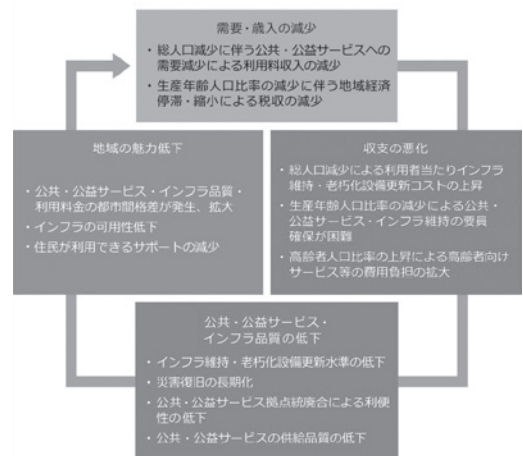 需要・歳入の減少
• 総人口減少に伴う公共・公益サービスへの
需要減少による利用料収入の減少
• 生産年齢人口比率の減少に伴う地域経済
停滞・縮小による税収の減少
地域の魅力低下
• 公共・公益サービス・インフラ品質・
利用料金の都市間格差が発生、拡大
• インフラの可用性低下
• 住民が利用できるサポートの減少
収支の悪化
• 総人口減少による利用者当たりインフラ
維持・老朽化設備更新コストの上昇
• 生産年齢人口比率の減少による公共・
公益サービス・インフラ維持の要員
確保が困難
• 高齢者人口比率の上昇による高齢者向け
サービス等の費用負担の拡大
公共・公益サービス・
インフラ品質の低下
• インフラ維持・老朽化設備更新水準の低下
• 災害復旧の長期化
• 公共・公益サービス拠点統廃合による利便
性の低下
• 公共・公益サービスの供給品質の低下